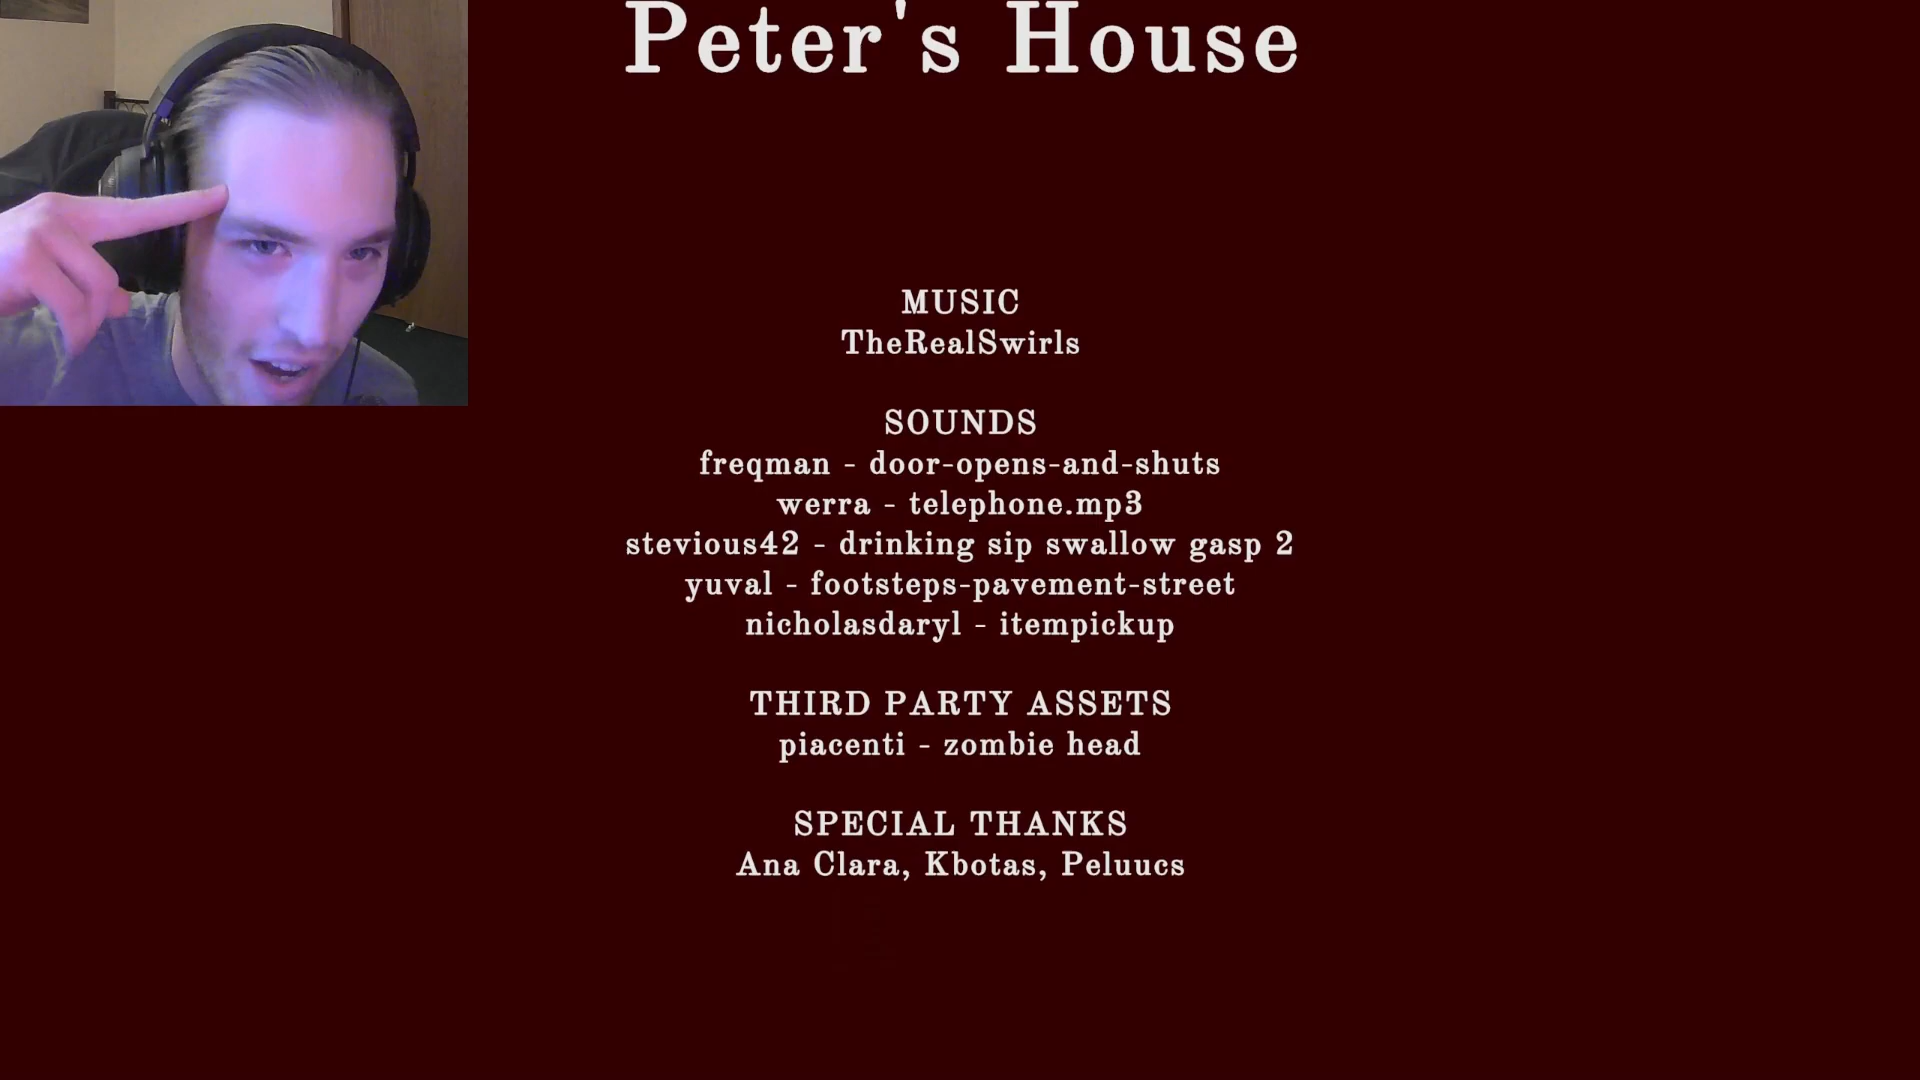 Peter's House
MUSIC
TheRealSwirls
SOUNDS
freqman - door-opens-and-shuts
werra - telephone.mp3
stevious42 - drinking sip swallow gasp 2
yuval - footsteps-pavement-street
nicholasdaryl - itempickup
THIRD PARTY ASSETS
piacenti - zombie head
SPECIAL THANKS
Ana Clara, Kbotas, Peluucs